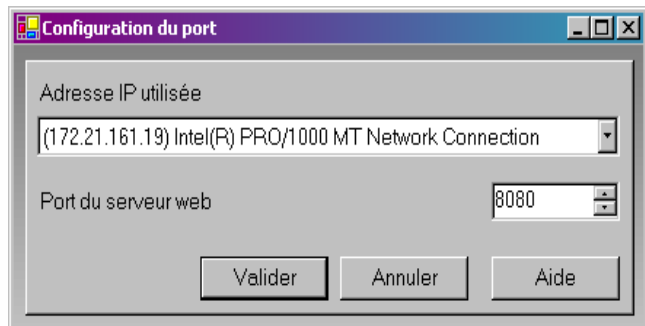 Configuration du port
Adresse IP utilisée
(172.21.161.19) Intel(R) PRO/1000 MT Network Connection
Port du serveur web
8080
Valider
Annuler
Aide